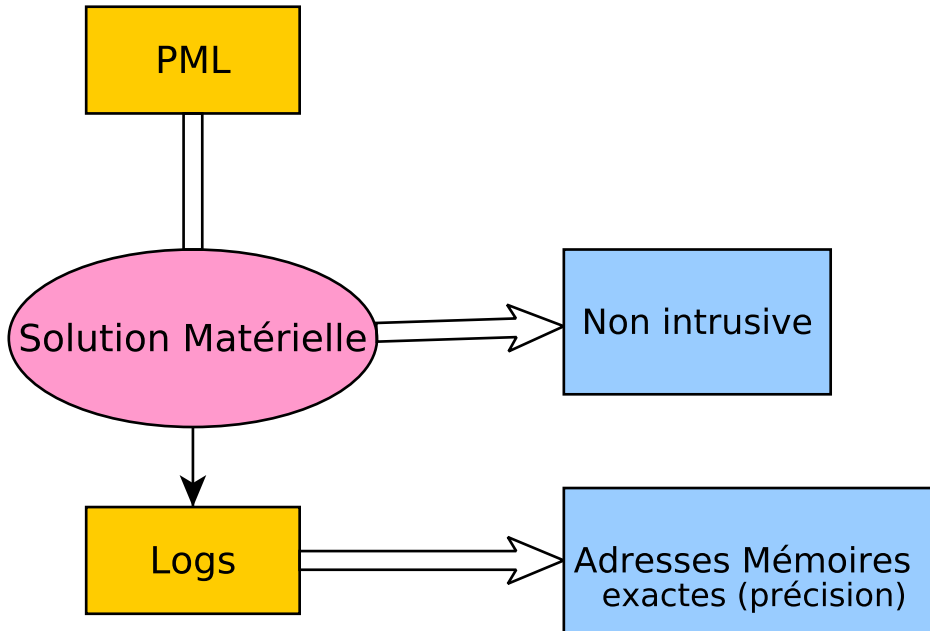 PML
Solution Matérielle
Non intrusive
Logs
Adresses Mémoires
exactes (précision)